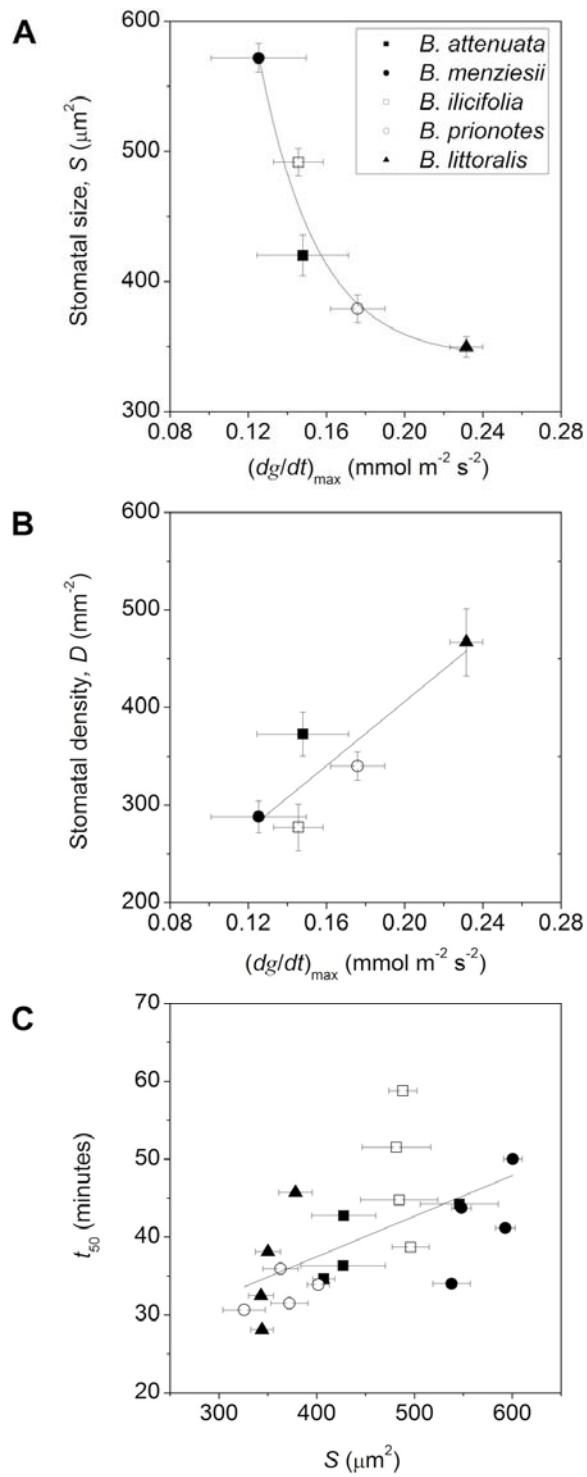 A
Stomatal size, S (μm²)
600
500
400
300
0.08 0.12 0.16 0.20 0.24 0.28
(dg/dt)max (mmol m⁻² s⁻²)
B. attenuata
B. menziesii
B. ilicifolia
B. prionotes
B. littoralis
B
Stomatal density, D (mm⁻²)
600
500
400
300
200
0.08 0.12 0.16 0.20 0.24 0.28
(dg/dt)max (mmol m⁻² s⁻²)
C
t₅₀ (minutes)
70
60
50
40
30
20
300 400 500 600
S (μm²)